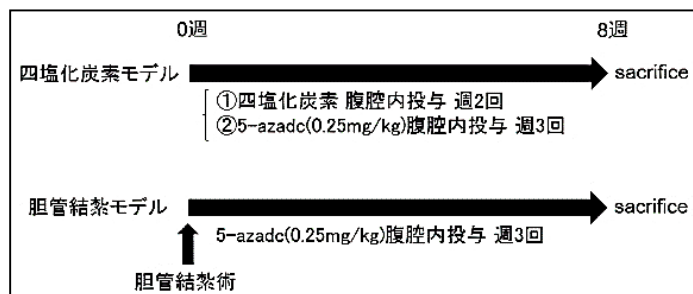 0週 8週
四塩化炭素モデル sacrifice
①四塩化炭素 腹腔内投与 週2回
②5-azadc(0.25mg/kg)腹腔内投与 週3回
胆管結紮モデル sacrifice
5-azadc(0.25mg/kg)腹腔内投与 週3回
胆管結紮術